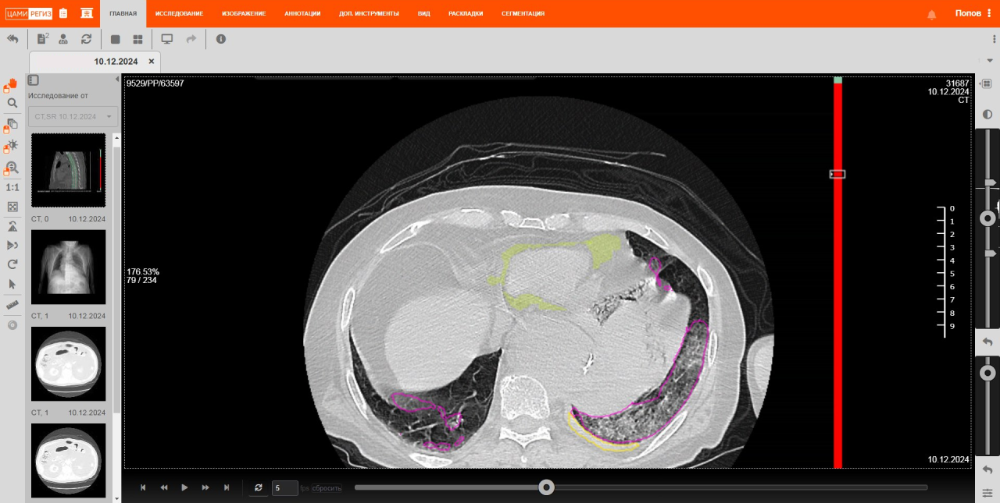 ЦАМИ РЕГИЗ
ГЛАВНАЯ ИССЛЕДОВАНИЕ ИЗОБРАЖЕНИЕ АННОТАЦИИ ДОП. ИНСТРУМЕНТЫ ВИД РАСКЛАДКИ СЕГМЕНТАЦИЯ Попов
2
10.12.2024 ×
9529/PP/63597
31687
10.12.2024
CT
Исследование от
CT,SR 10.12.2024
1:1
CT, 0 10.12.2024
CT, 1 10.12.2024
CT, 1 10.12.2024
176.53%
79 / 234
0
1
2
3
4
5
6
7
8
9
10.12.2024
5 fps сбросить